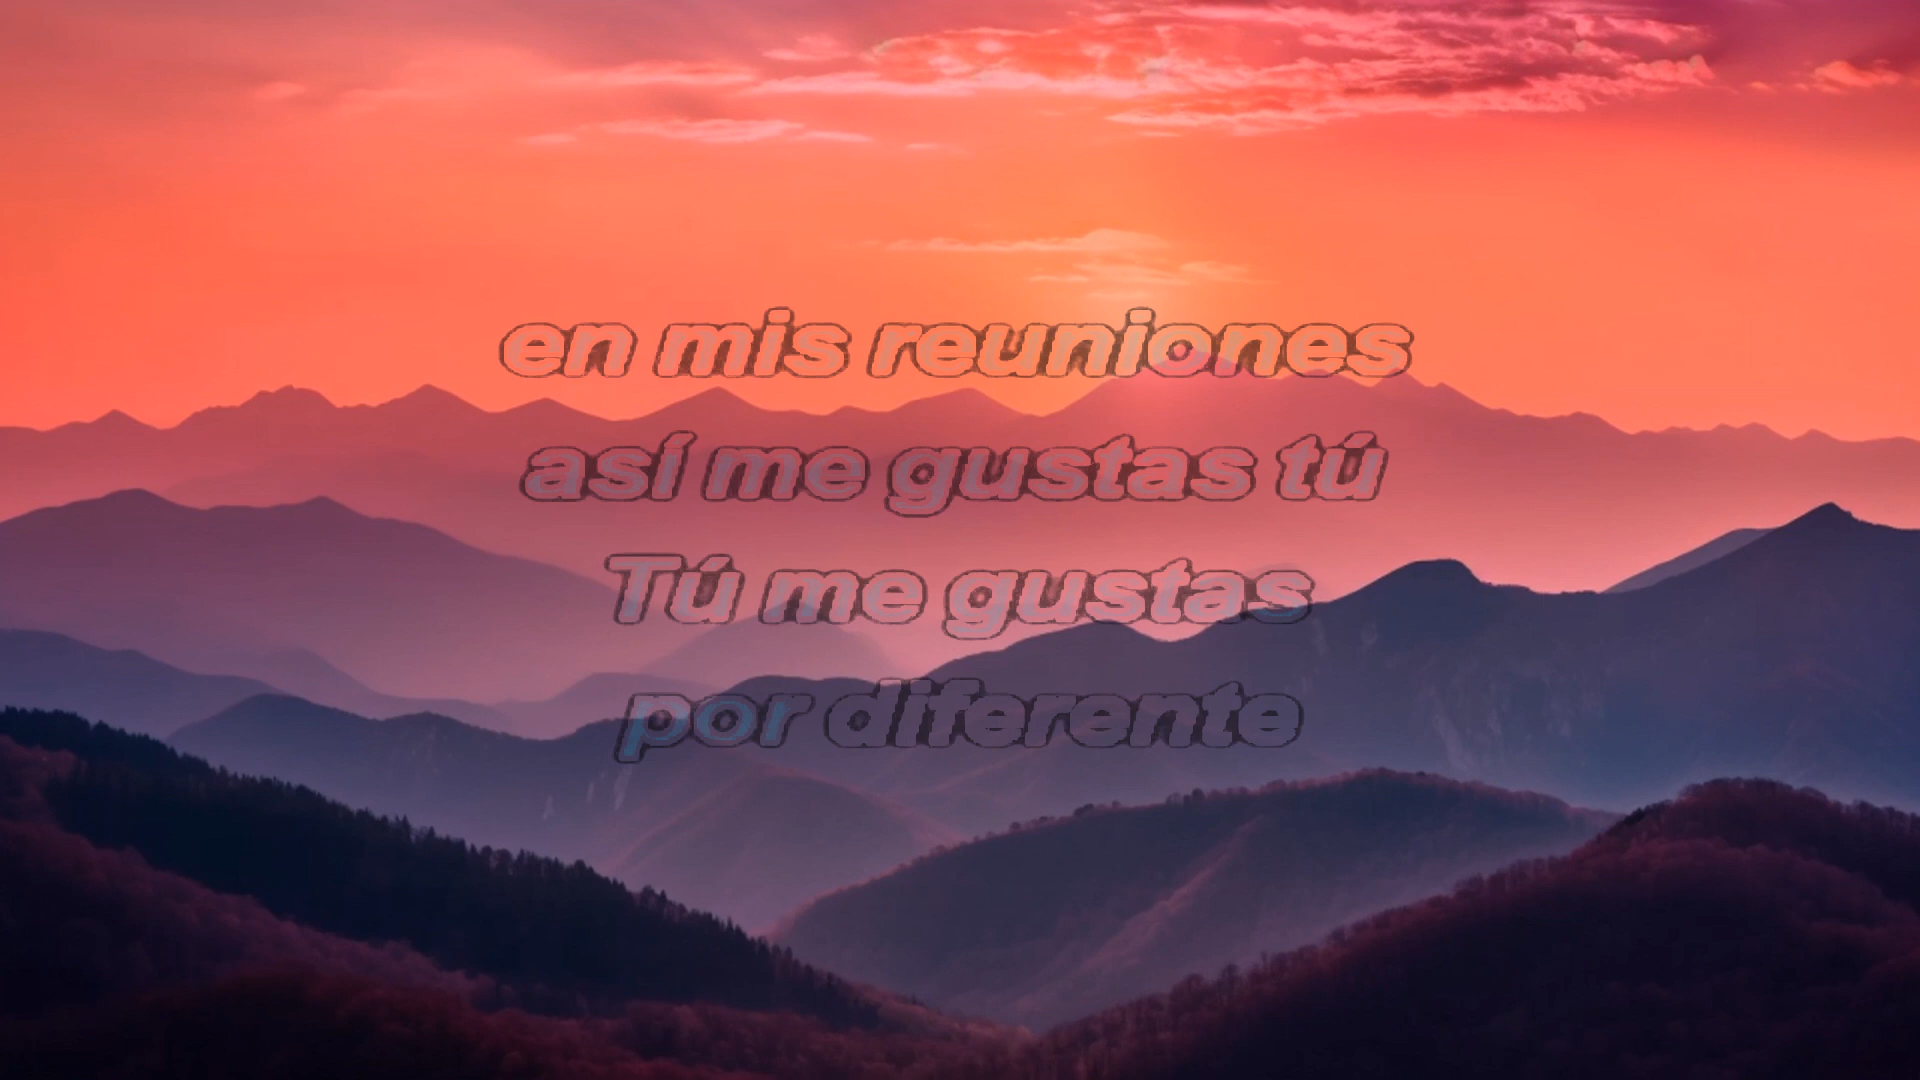 en mis reuniones
así me gustas tú
Tú me gustas
por diferente